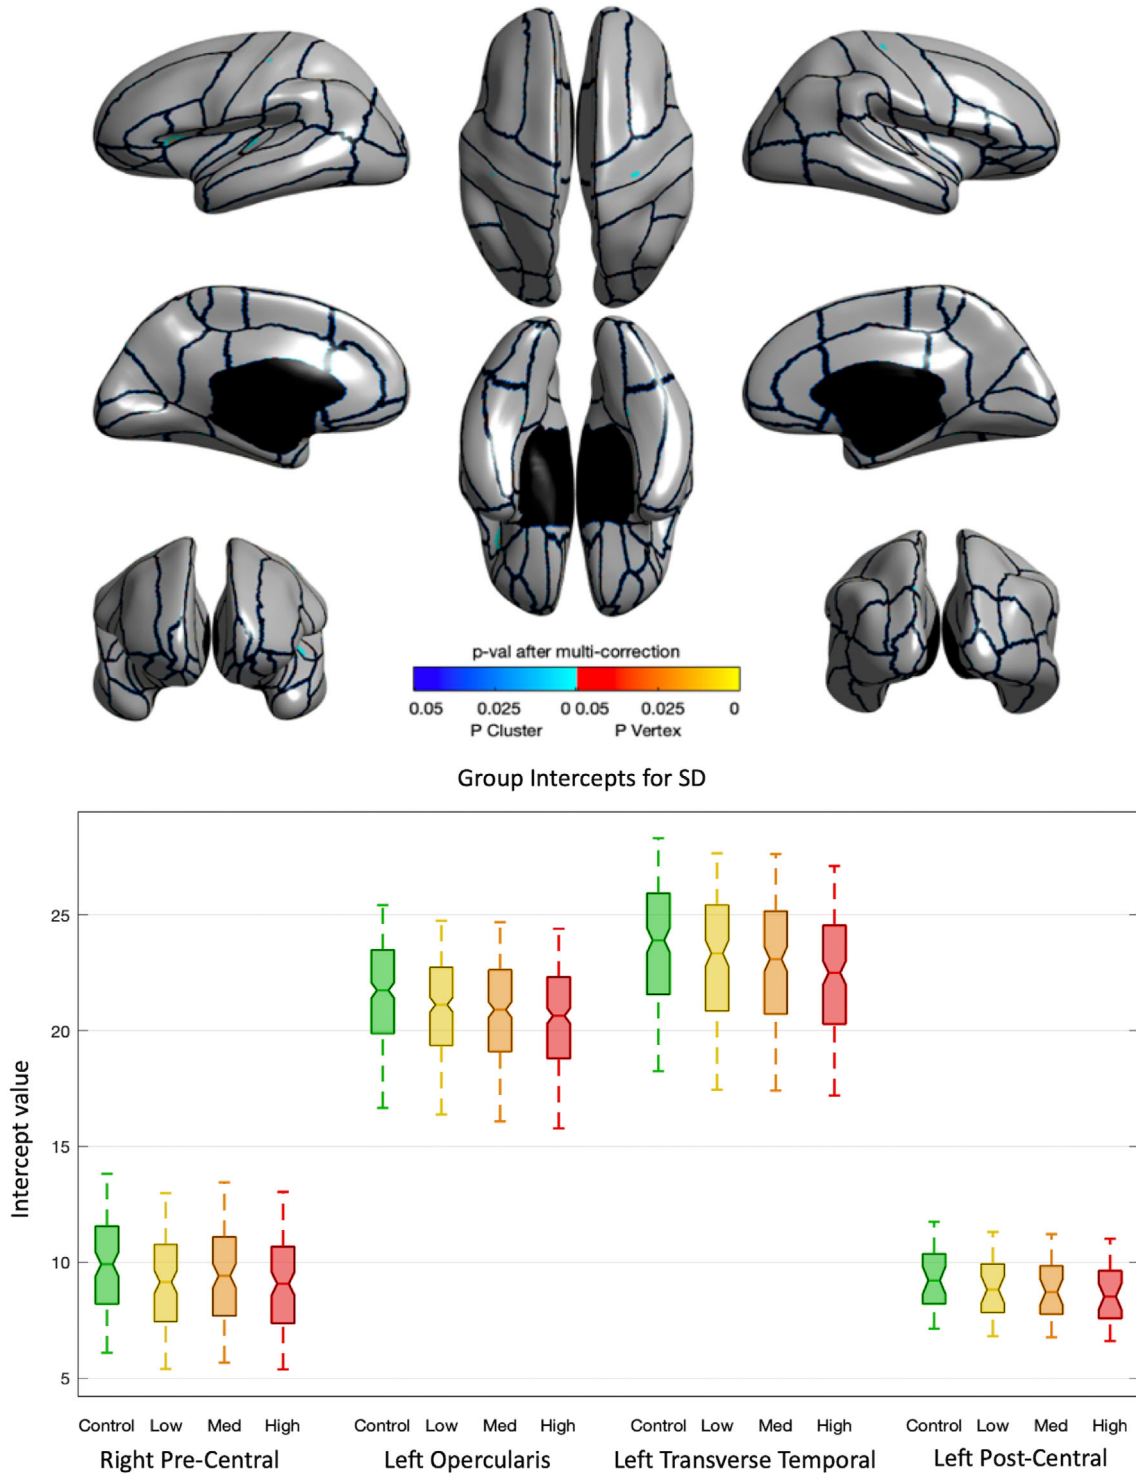 p-val after multi-correction
0.05 0.025 0 0.05 0.025 0
P Cluster P Vertex
Group Intercepts for SD
Intercept value
25
20
15
10
5
Control Low Med High Control Low Med High Control Low Med High Control Low Med High
Right Pre-Central Left Opercularis Left Transverse Temporal Left Post-Central